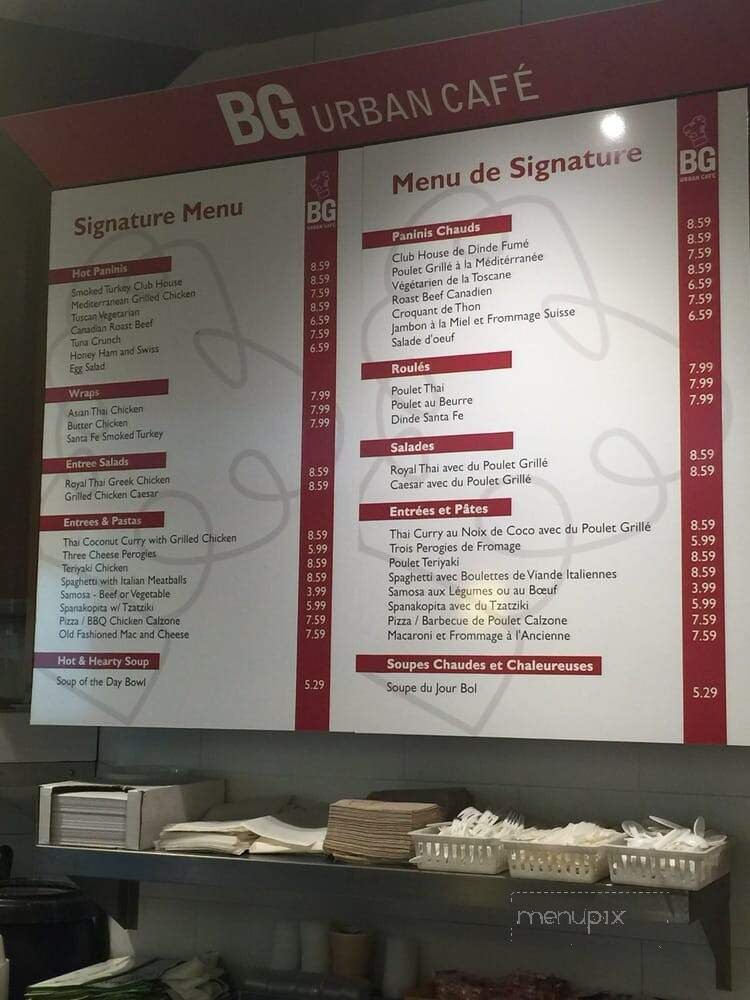 BG URBAN CAFÉ
Signature Menu
BG
URBAN CAFÉ
Hot Paninis
Smoked Turkey Club House 8.59
Mediterranean Grilled Chicken 8.59
Tuscan Vegetarian 7.59
Canadian Roast Beef 8.59
Tuna Crunch 6.59
Honey Ham and Swiss 7.59
Egg Salad 6.59
Wraps
Asian Thai Chicken 7.99
Butter Chicken 7.99
Santa Fe Smoked Turkey 7.99
Entree Salads
Royal Thai Greek Chicken 8.59
Grilled Chicken Caesar 8.59
Entrees & Pastas
Thai Coconut Curry with Grilled Chicken 8.59
Three Cheese Perogies 5.99
Teriyaki Chicken 8.59
Spaghetti with Italian Meatballs 8.59
Samosa - Beef or Vegetable 3.99
Spanakopita w/ Tzatziki 5.99
Pizza / BBQ Chicken Calzone 7.59
Old Fashioned Mac and Cheese 7.59
Hot & Hearty Soup
Soup of the Day Bowl 5.29
Menu de Signature
BG
URBAN CAFÉ
Paninis Chauds
Club House de Dinde Fumé 8.59
Poulet Grillé à la Méditérranée 8.59
Végétarien de la Toscane 7.59
Roast Beef Canadien 8.59
Croquant de Thon 6.59
Jambon à la Miel et Frommage Suisse 7.59
Salade d'oeuf 6.59
Roulés
Poulet Thai 7.99
Poulet au Beurre 7.99
Dinde Santa Fe 7.99
Salades
Royal Thai avec du Poulet Grillé 8.59
Caesar avec du Poulet Grillé 8.59
Entrées et Pâtes
Thai Curry au Noix de Coco avec du Poulet Grillé 8.59
Trois Perogies de Fromage 5.99
Poulet Teriyaki 8.59
Spaghetti avec Boulettes de Viande Italiennes 8.59
Samosa aux Légumes ou au Bœuf 3.99
Spanakopita avec du Tzatziki 5.99
Pizza / Barbecue de Poulet Calzone 7.59
Macaroni et Frommage à l'Ancienne 7.59
Soupes Chaudes et Chaleureuses
Soupe du Jour Bol 5.29
menupix